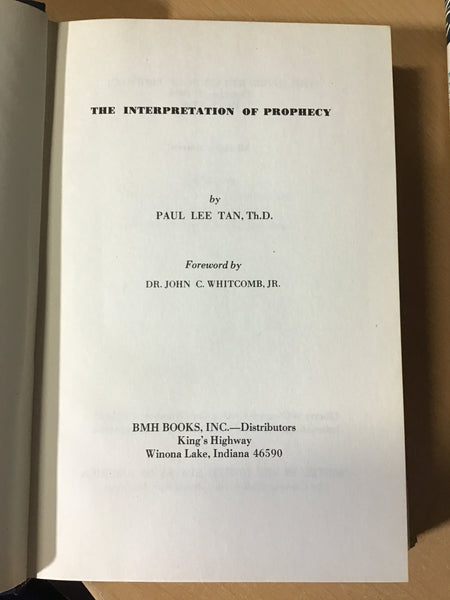 THE INTERPRETATION OF PROPHECY
by
PAUL LEE TAN, Th.D.
Foreword by
DR. JOHN C. WHITCOMB, JR.
BMH BOOKS, INC.—Distributors
King's Highway
Winona Lake, Indiana 46590